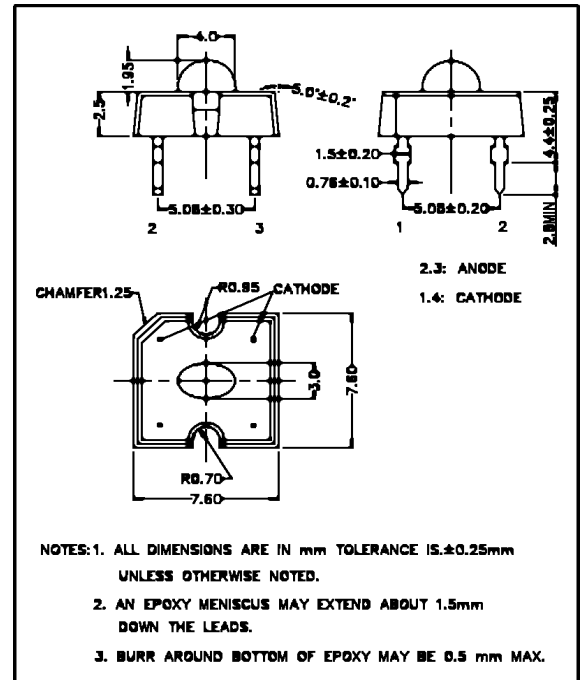 4.0
1.95
2.5
5.0°±0.2°
1.5±0.20
0.76±0.10
4.4±0.25
5.08±0.30
5.08±0.20
2.8MIN
2 3
1 2
2.3: ANODE
1.4: CATHODE
CHAMFER1.25
R0.95
CATHODE
3.0
7.60
R0.70
7.60
NOTES:1. ALL DIMENSIONS ARE IN mm TOLERANCE IS.±0.25mm
UNLESS OTHERWISE NOTED.
2. AN EPOXY MENISCUS MAY EXTEND ABOUT 1.5mm
DOWN THE LEADS.
3. BURR AROUND BOTTOM OF EPOXY MAY BE 0.5 mm MAX.